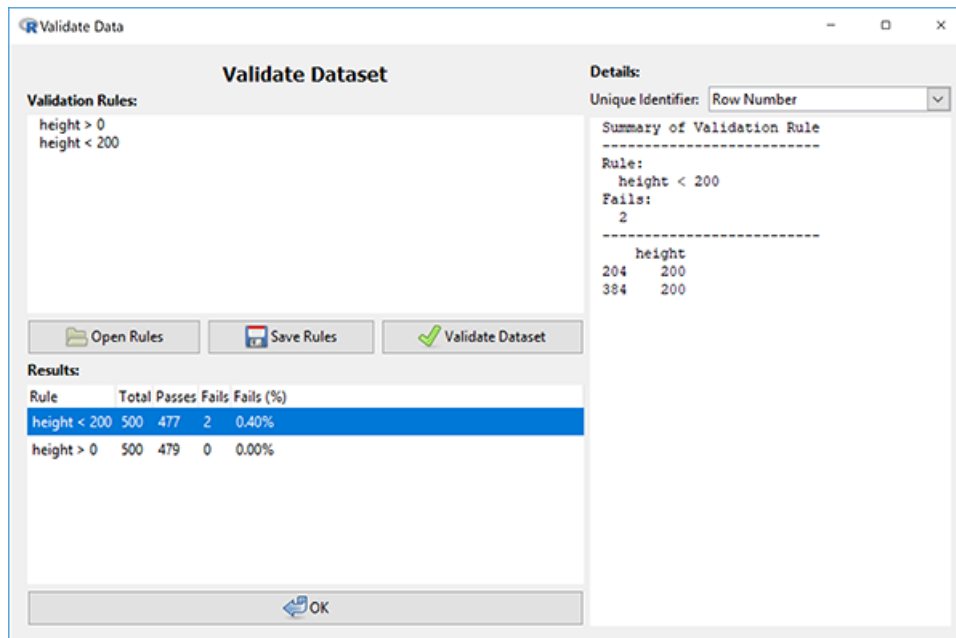 Validate Data
Validate Dataset
Validation Rules:
height > 0
height < 200
Open Rules
Save Rules
Validate Dataset
Results:
Rule Total Passes Fails Fails (%)
height < 200 500 477 2 0.40%
height > 0 500 479 0 0.00%
OK
Details:
Unique Identifier: Row Number
Summary of Validation Rule
--------------------------
Rule:
height < 200
Fails:
2
--------------------------
height
204 200
384 200